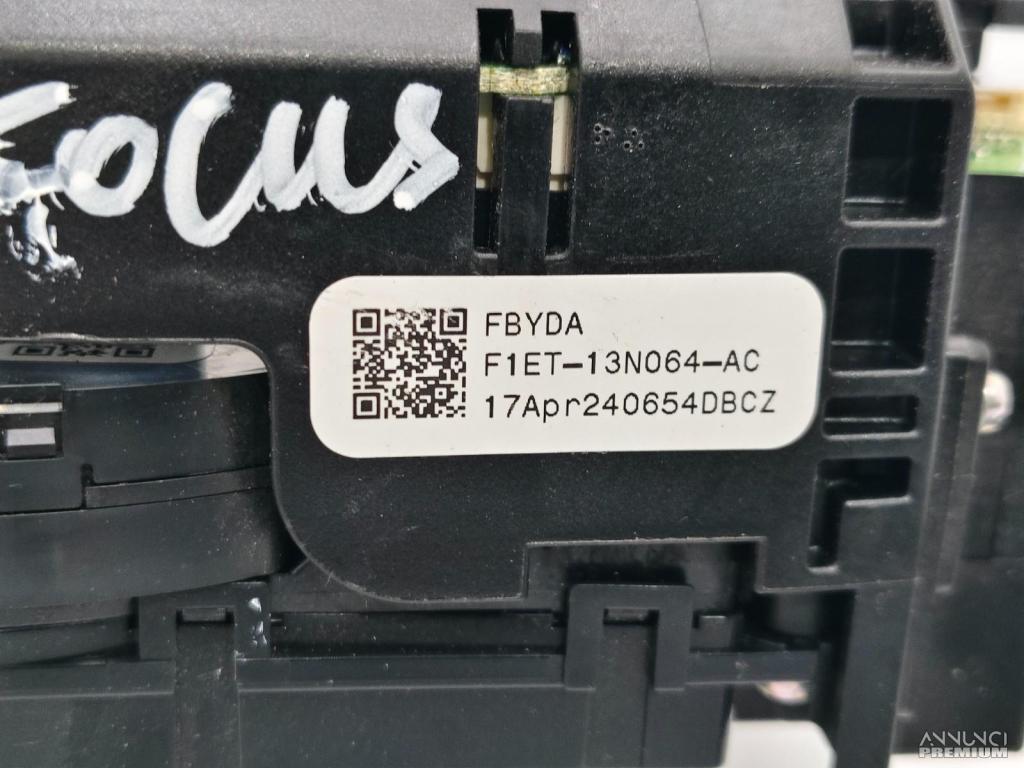 Focus
FBYDA
F1ET-13N064-AC
17Apr240654DBCZ
ANNUNCI
PREMIUM